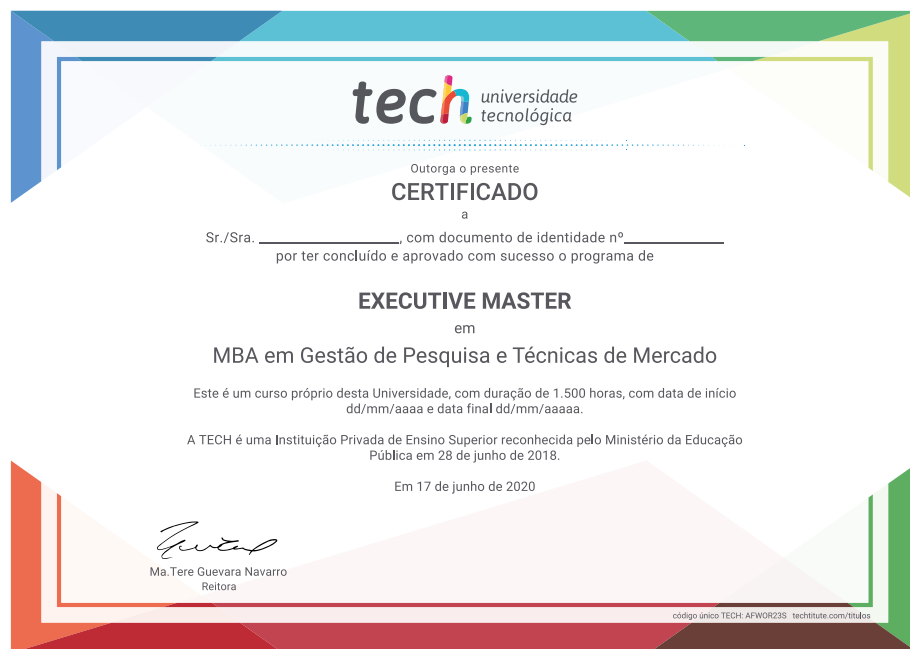 tech universidade
tecnológica
Outorga o presente
CERTIFICADO
a
Sr./Sra. ____________________, com documento de identidade nº______________
por ter concluído e aprovado com sucesso o programa de
EXECUTIVE MASTER
em
MBA em Gestão de Pesquisa e Técnicas de Mercado
Este é um curso próprio desta Universidade, com duração de 1.500 horas, com data de início
dd/mm/aaaa e data final dd/mm/aaaaa.
A TECH é uma Instituição Privada de Ensino Superior reconhecida pelo Ministério da Educação
Pública em 28 de junho de 2018.
Em 17 de junho de 2020
Ma.Tere Guevara Navarro
Reitora
código único TECH: AFWOR23S techtitute.com/titulos